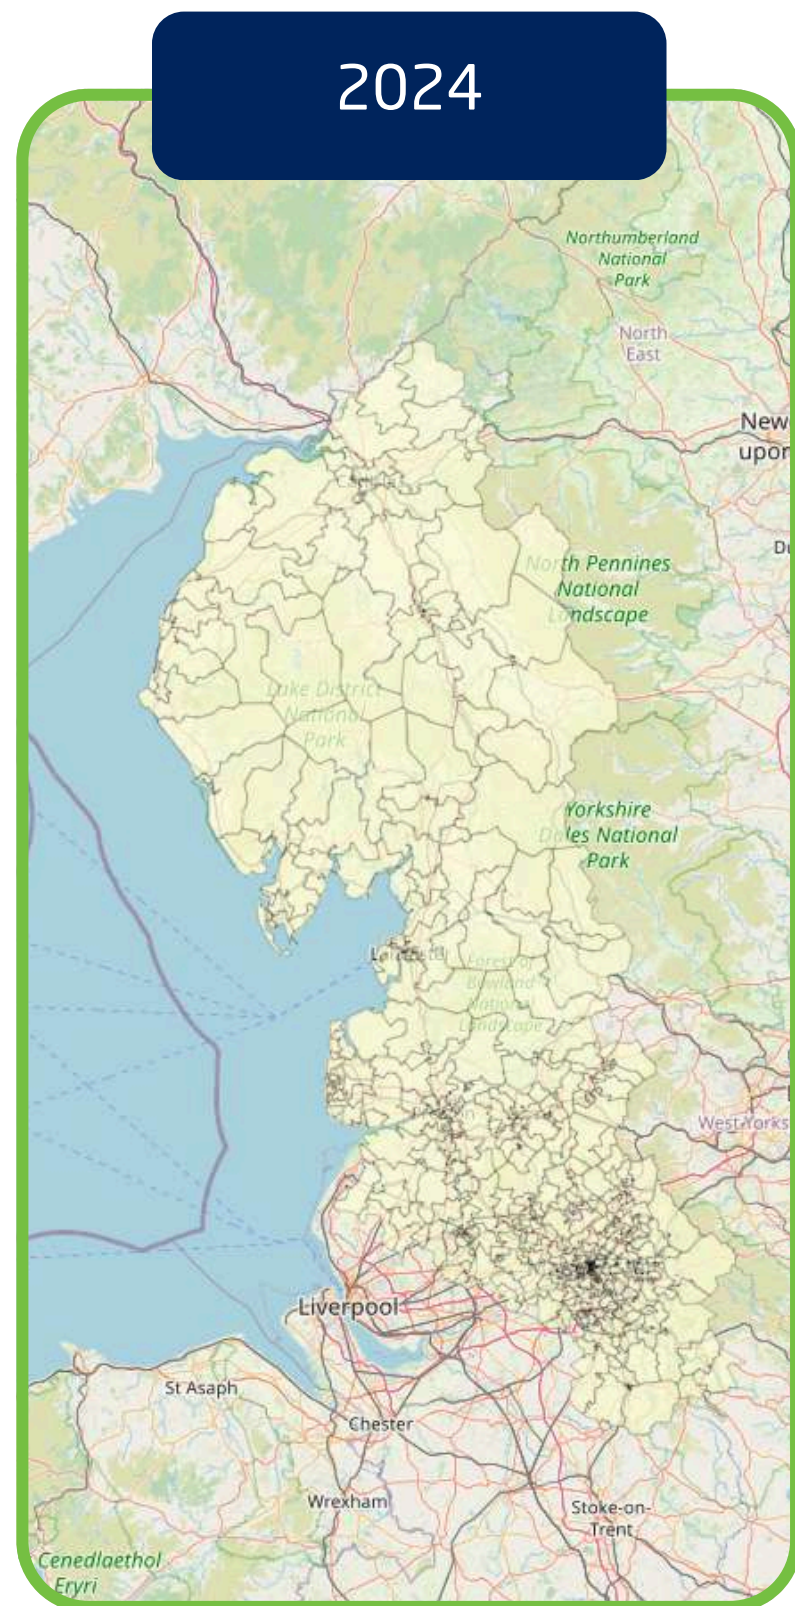 2024
Northumberland
National
Park
North
East
New
upon
North Pennines
National
Landscape
Lake District
National
Park
Yorkshire
Dales National
Park
Lancaster
Forest of
Bowland
National
Landscape
West Yorks
Liverpool
St Asaph
Chester
Wrexham
Stoke-on-
Trent
Cenedlaethol
Eryri